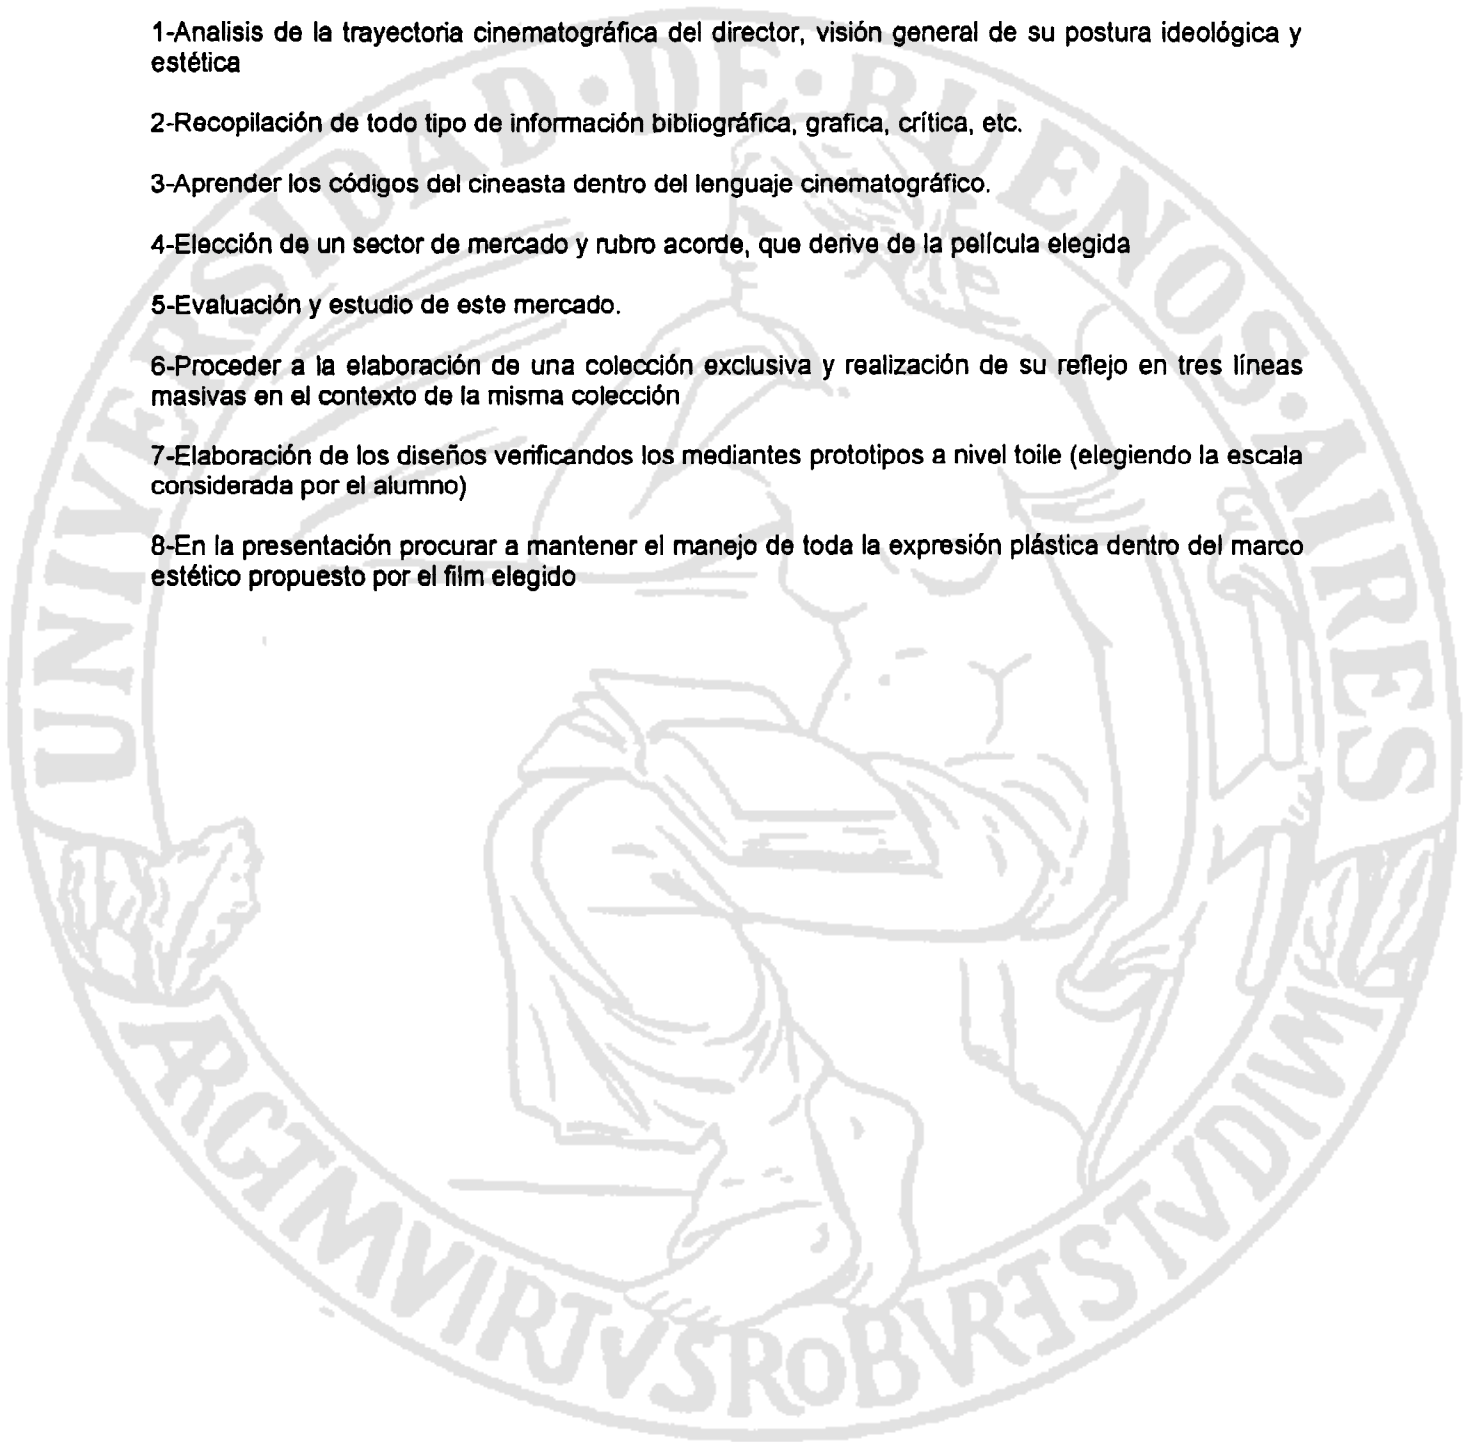 1-Analisis de la trayectoria cinematográfica del director, visión general de su postura ideológica y
estética
2-Recopilación de todo tipo de información bibliográfica, grafica, crítica, etc.
3-Aprender los códigos del cineasta dentro del lenguaje cinematográfico.
4-Elección de un sector de mercado y rubro acorde, que derive de la película elegida
5-Evaluación y estudio de este mercado.
6-Proceder a la elaboración de una colección exclusiva y realización de su reflejo en tres líneas
masivas en el contexto de la misma colección
7-Elaboración de los diseños verificandos los mediantes prototipos a nivel toile (elegiendo la escala
considerada por el alumno)
8-En la presentación procurar a mantener el manejo de toda la expresión plástica dentro del marco
estético propuesto por el film elegido
UNIVERSIDAD·DE·BUENOS·AIRES
ARGTMVIRTVSROBVRETSTVDIVM